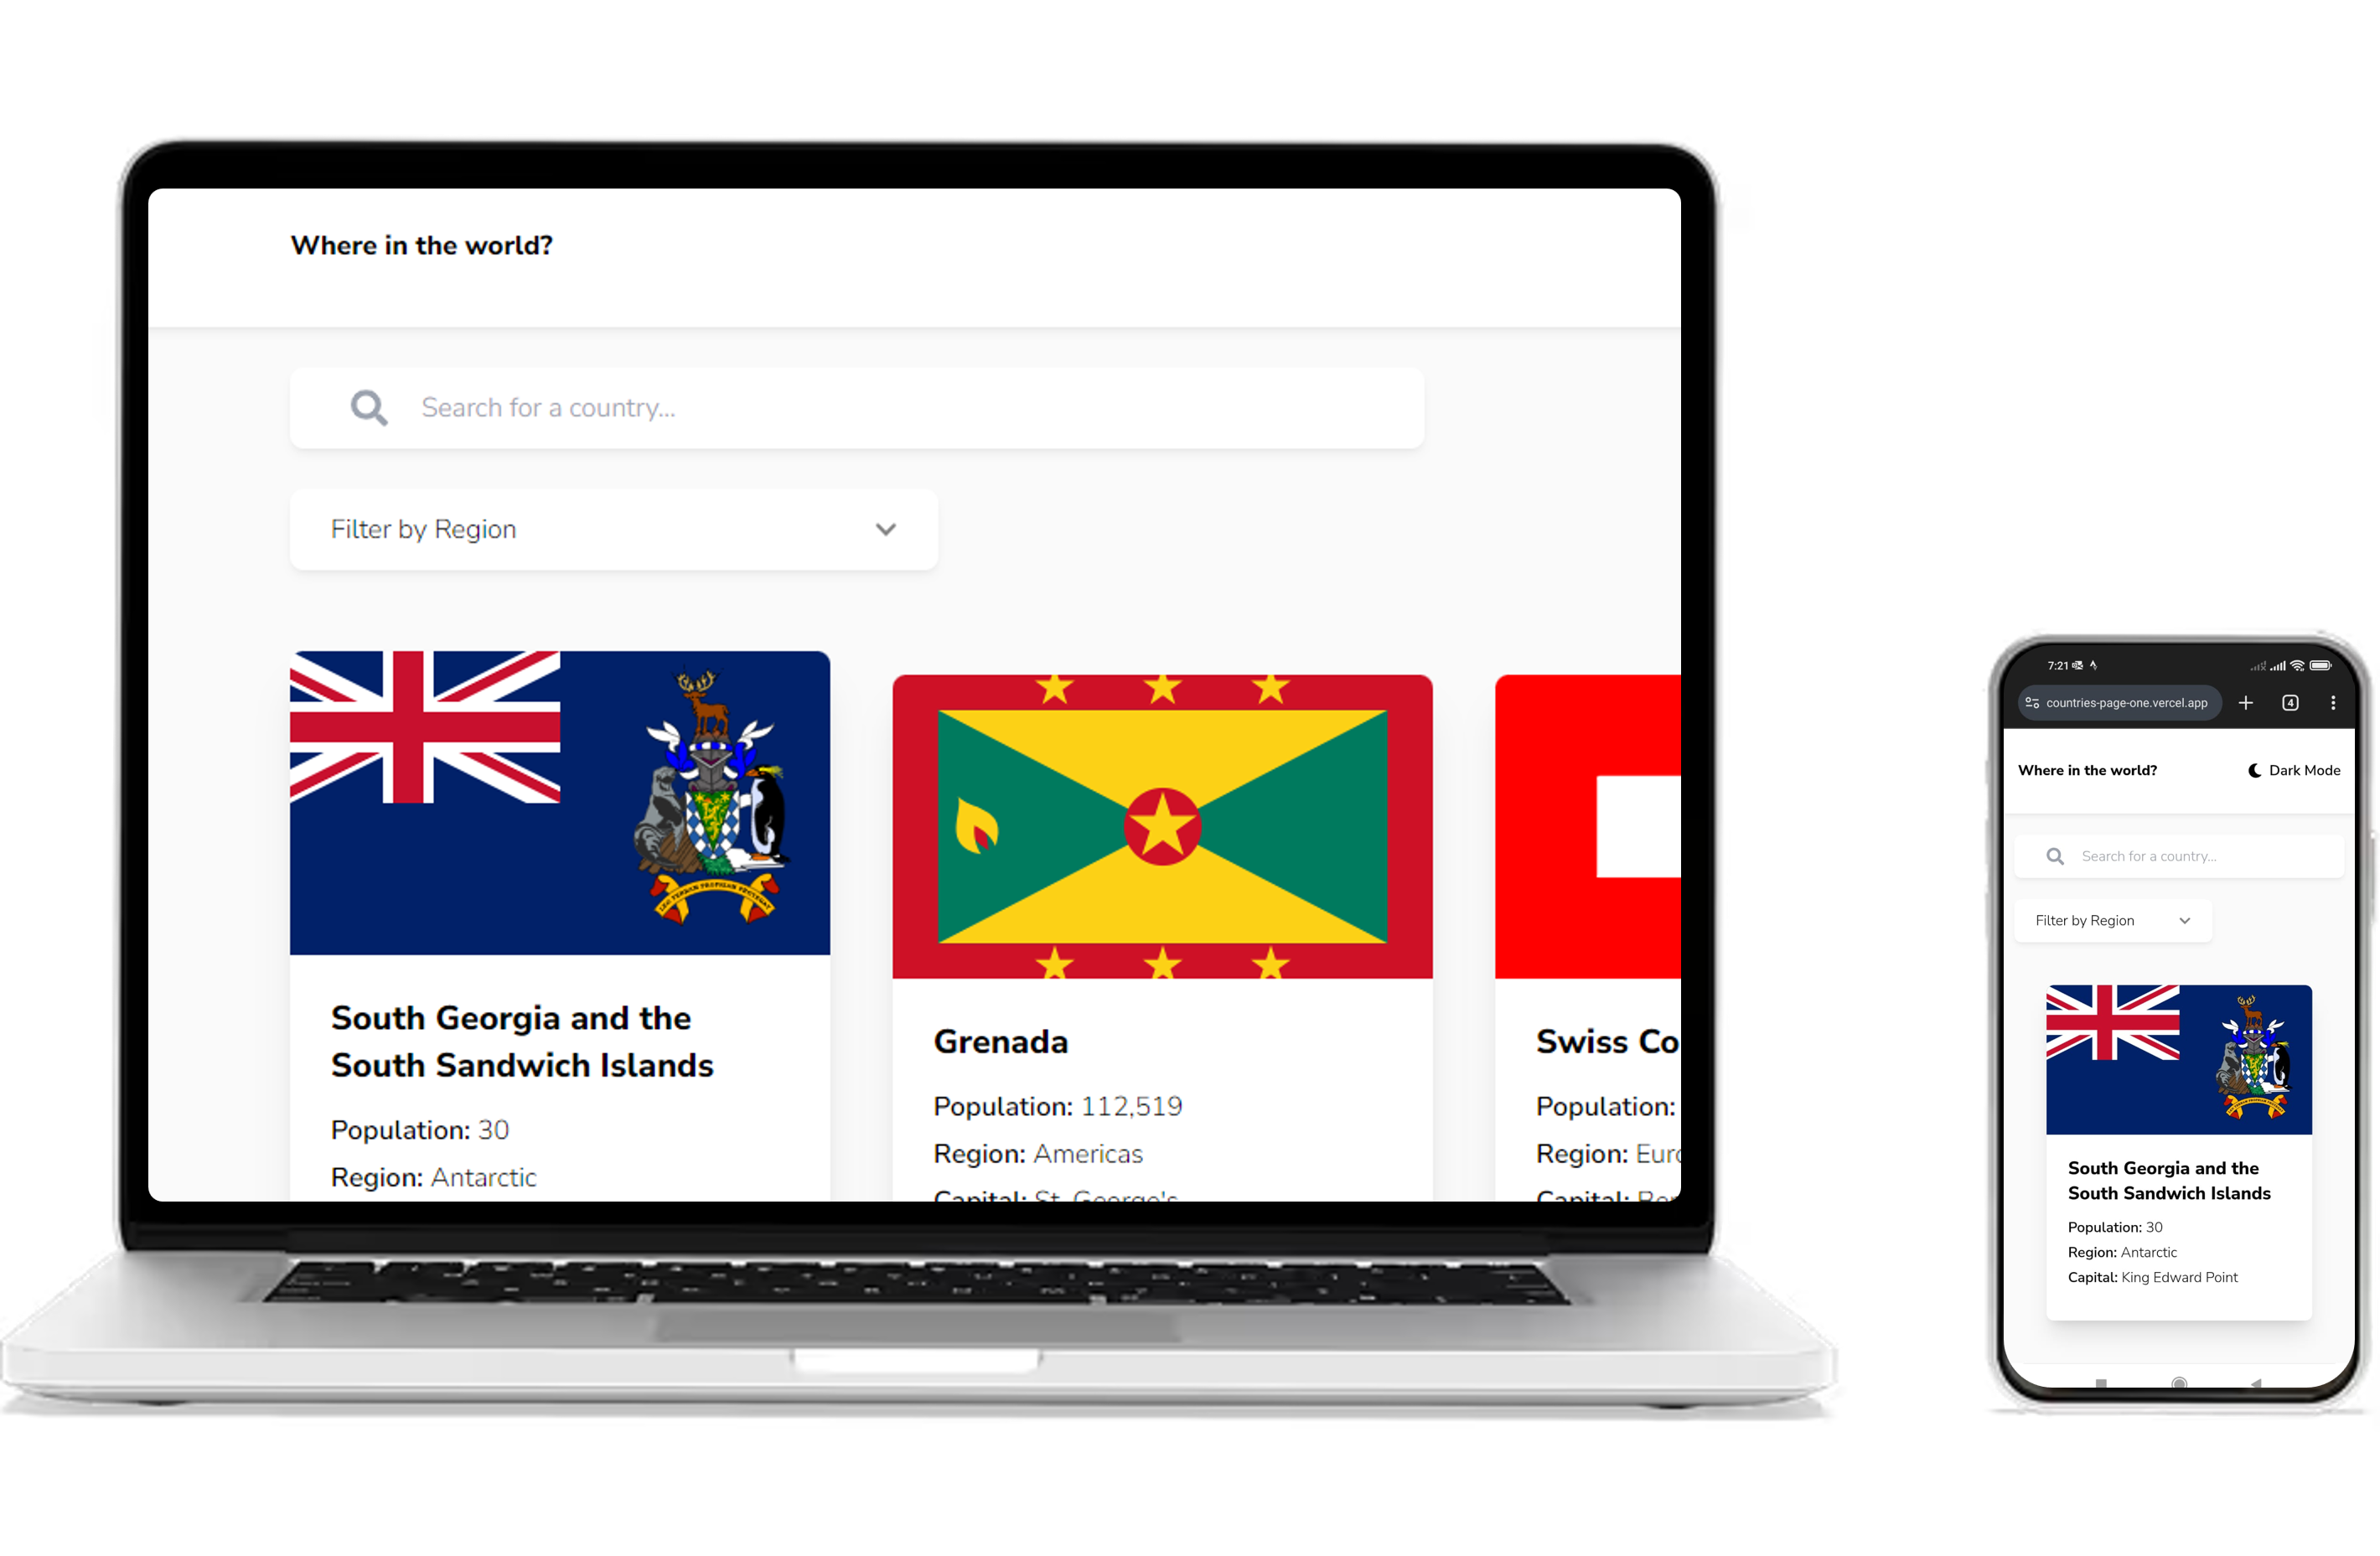 Where in the world?
Search for a country...
Filter by Region
South Georgia and the
South Sandwich Islands
Population: 30
Region: Antarctic
Grenada
Population: 112,519
Region: Americas
Capital: St. George's
Swiss Co
Population:
Region: Euro
Capital: Ber
7:21
4
countries-page-one.vercel.app
Where in the world?
Dark Mode
Search for a country...
Filter by Region
South Georgia and the
South Sandwich Islands
Population: 30
Region: Antarctic
Capital: King Edward Point